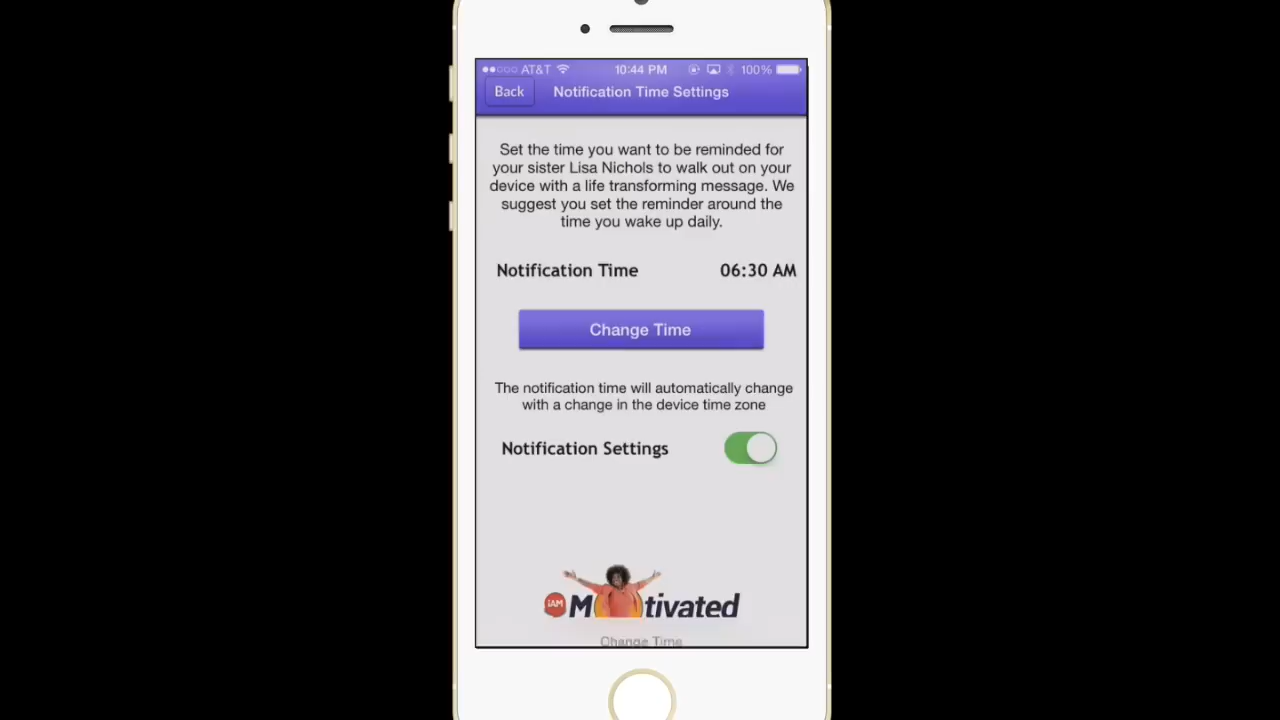 AT&T 10:44 PM 100%
Back Notification Time Settings
Set the time you want to be reminded for
your sister Lisa Nichols to walk out on your
device with a life transforming message. We
suggest you set the reminder around the
time you wake up daily.
Notification Time 06:30 AM
Change Time
The notification time will automatically change
with a change in the device time zone
Notification Settings
iAM Motivated
Change Time